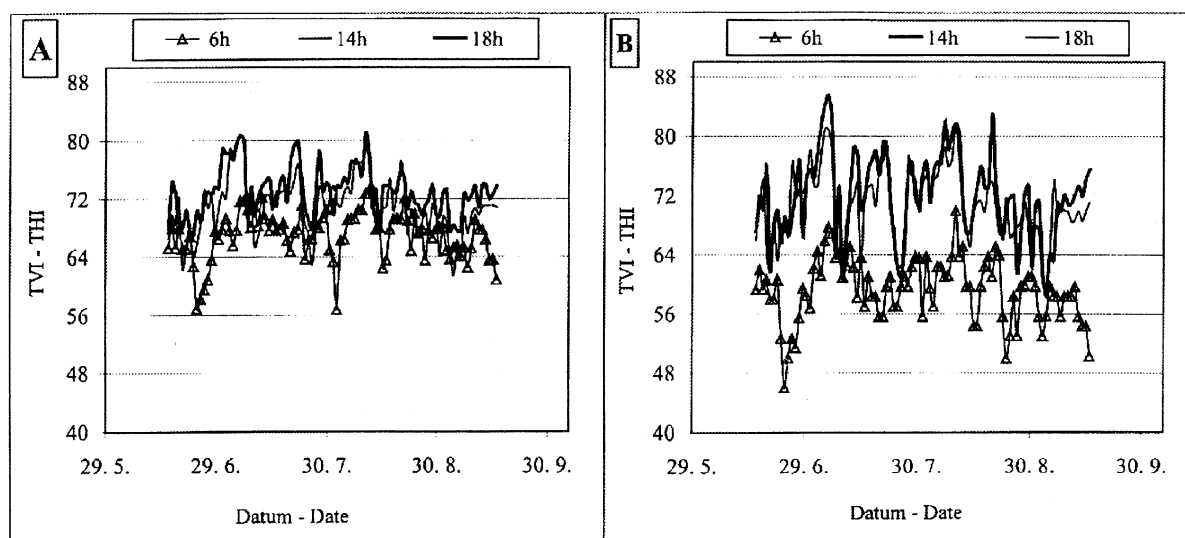 A
6h 14h 18h
88
80
72
64
56
48
40
TVI - THI
29. 5. 29. 6. 30. 7. 30. 8. 30. 9.
Datum - Date
B
6h 14h 18h
88
80
72
64
56
48
40
TVI - THI
29. 5. 29. 6. 30. 7. 30. 8. 30. 9.
Datum - Date